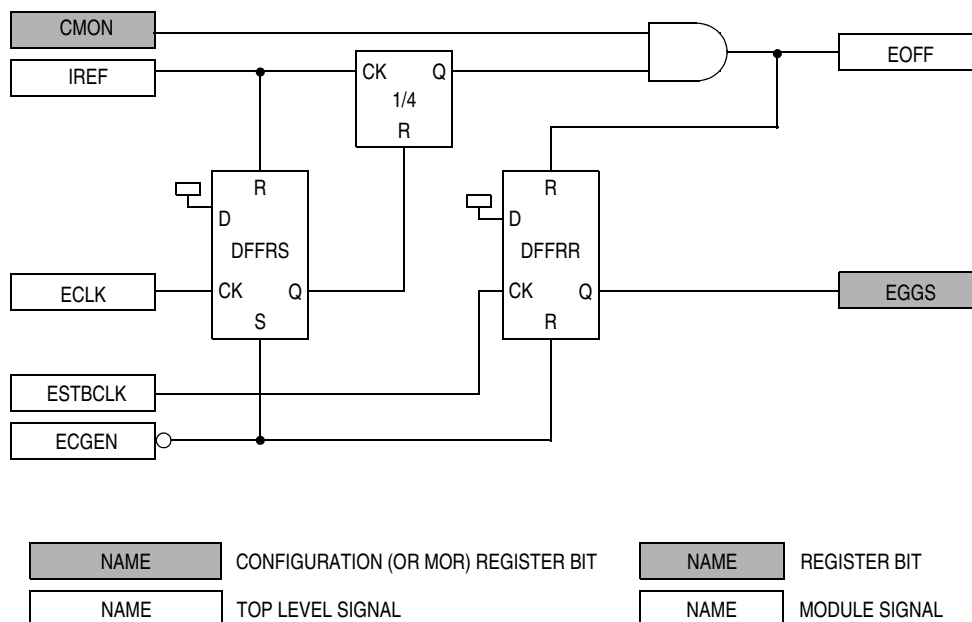 CMON
IREF
CK Q
1/4
R
EOFF
R
D
DFFRS
CK Q
S
R
D
DFFRR
CK Q
R
ECLK
EGGS
ESTBCLK
ECGEN
NAME CONFIGURATION (OR MOR) REGISTER BIT
NAME REGISTER BIT
NAME TOP LEVEL SIGNAL
NAME MODULE SIGNAL